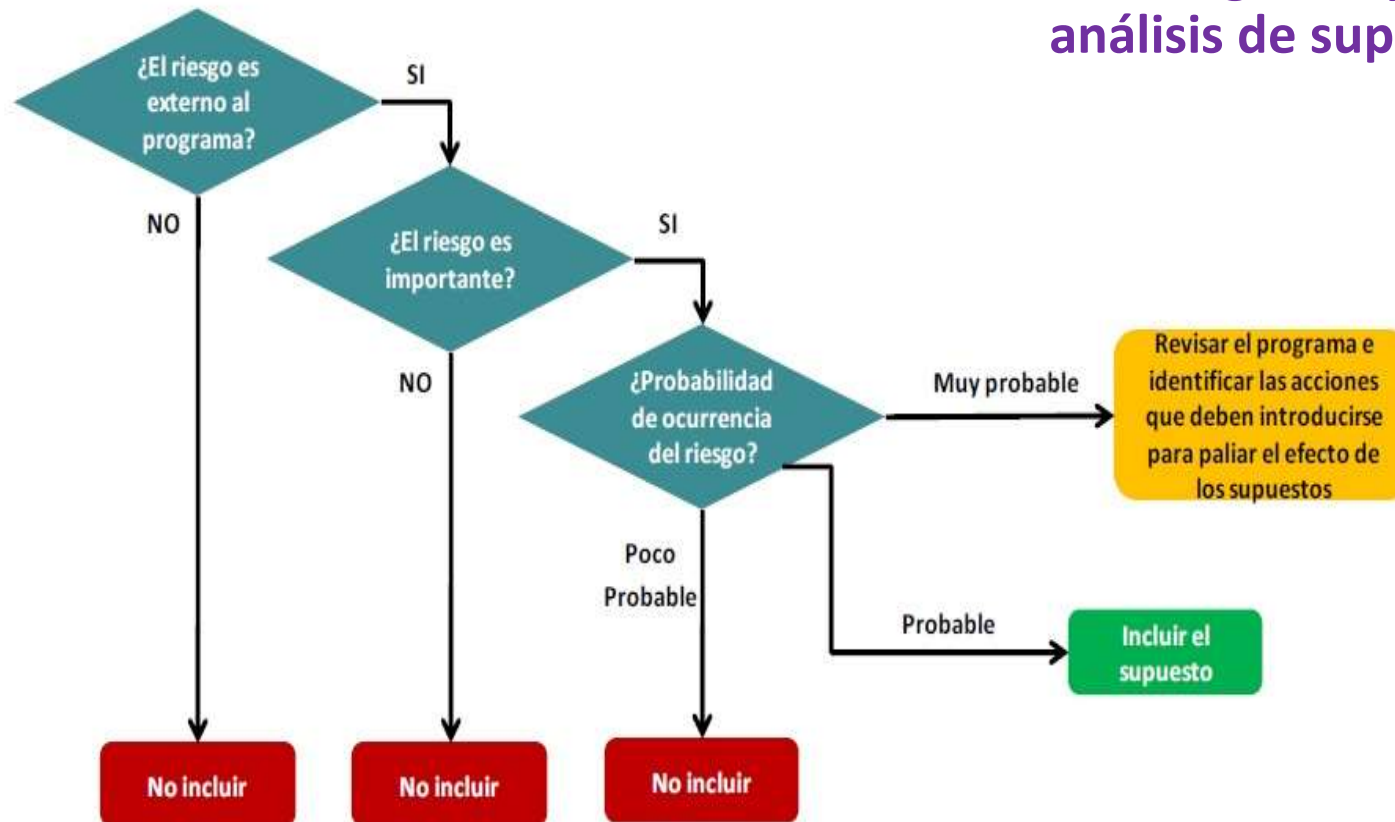 análisis de sup
¿El riesgo es
externo al
programa?
SI
NO
¿El riesgo es
importante?
SI
NO
¿Probabilidad
de ocurrencia
del riesgo?
Muy probable
Revisar el programa e
identificar las acciones
que deben introducirse
para paliar el efecto de
los supuestos
Poco
Probable
Probable
Incluir el
supuesto
No incluir
No incluir
No incluir